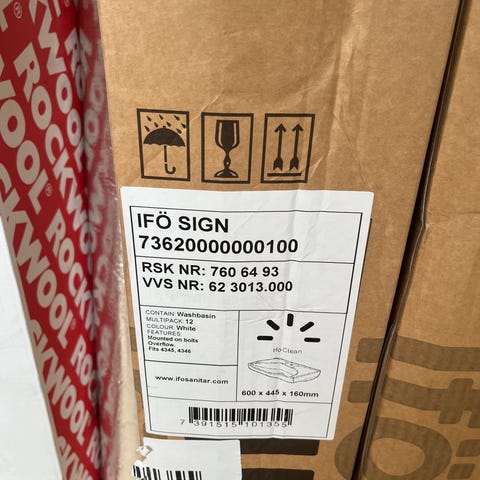 ROCKWOOL
ROCKWOOL
IFÖ SIGN
73620000000100
RSK NR: 760 64 93
VVS NR: 62 3013.000
CONTAIN: Washbasin
MULTIPACK: 12
COLOUR: White
FEATURES:
Mounted on bolts
Overflow.
Fits 4345, 4346
Ifö Clean
www.ifosanitar.com
600 x 445 x 160mm
7 391515 101355
ifö